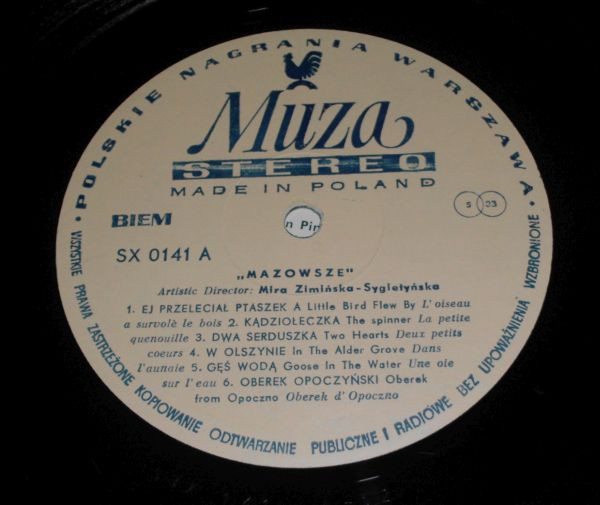 • POLSKIE NAGRANIA WARSZAWA •
Muza
STEREO
MADE IN POLAND
BIEM
n Pir
S 23
SX 0141 A
„MAZOWSZE"
Artistic Director: Mira Zimińska-Sygietyńska
1. EJ PRZELECIAŁ PTASZEK A Little Bird Flew By L'oiseau
a survolè le bois 2. KĄDZIOŁECZKA The spinner La petite
quenouille 3. DWA SERDUSZKA Two Hearts Deux petits
coeurs 4. W OLSZYNIE In The Alder Grove Dans
l'aunaie 5. GĘŚ WODĄ Goose In The Water Une oie
sur l'eau 6. OBEREK OPOCZYŃSKI Oberek
from Opoczno Oberek d'Opoczno
WSZYSTKIE PRAWA ZASTRZEŻONE KOPIOWANIE ODTWARZANIE PUBLICZNE I RADIOWE BEZ UPOWAŻNIENIA WZBRONIONE